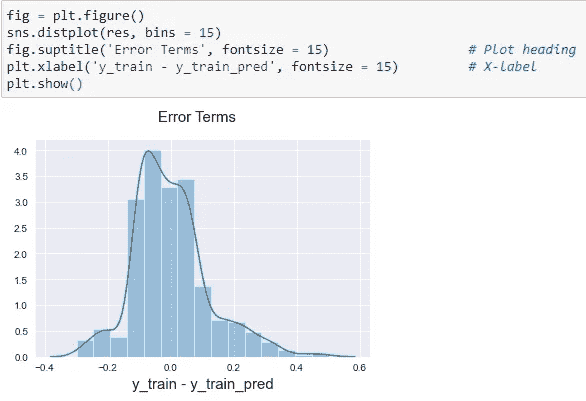 fig = plt.figure()
sns.distplot(res, bins = 15)
fig.suptitle('Error Terms', fontsize = 15) # Plot heading
plt.xlabel('y_train - y_train_pred', fontsize = 15) # X-label
plt.show()
Error Terms
4.0
3.5
3.0
2.5
2.0
1.5
1.0
0.5
0.0
−0.4 −0.2 0.0 0.2 0.4 0.6
y_train - y_train_pred